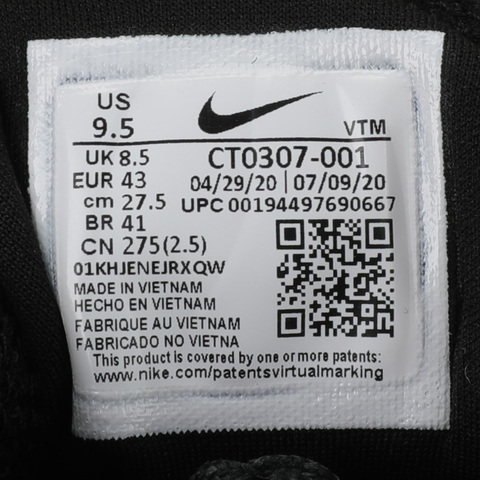 US
9.5
VTM
UK 8.5
CT0307-001
EUR 43
04/29/20 | 07/09/20
cm 27.5
UPC 00194497690667
BR 41
CN 275(2.5)
01KHJENEJRXQW
MADE IN VIETNAM
HECHO EN VIETNAM
FABRIQUE AU VIETNAM
FABRICADO NO VIETNA
This product is covered by one or more patents:
www.nike.com/patentsvirtualmarking